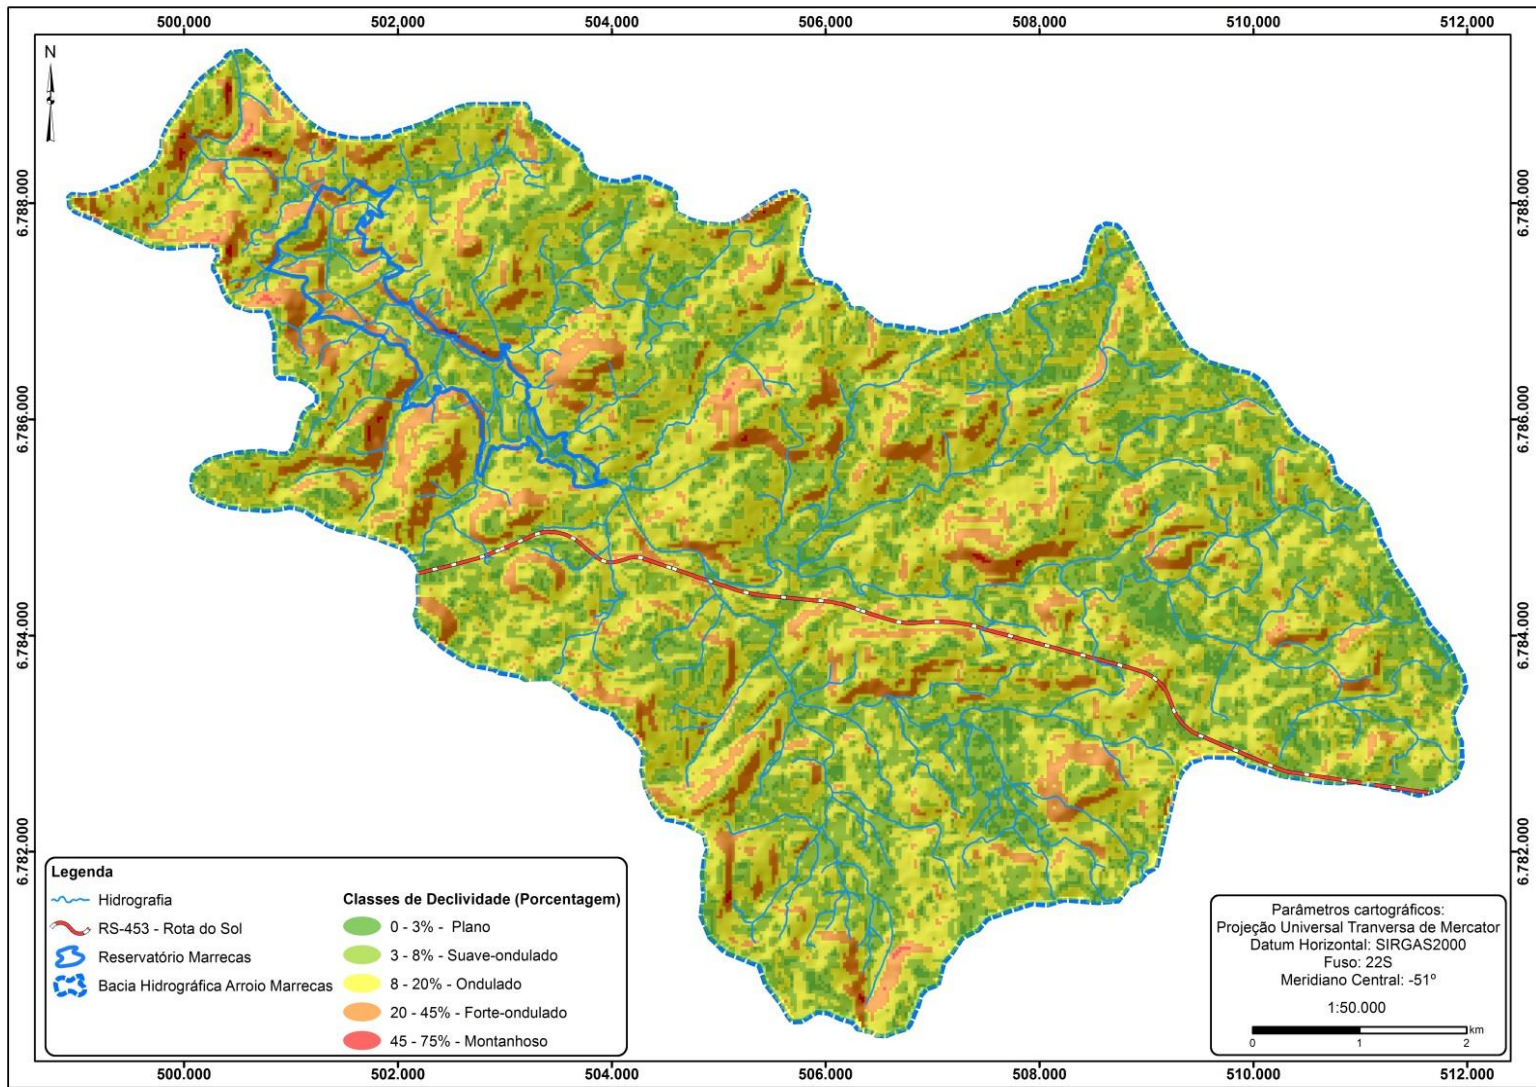 500.000 502.000 504.000 506.000 508.000 510.000 512.000
N
6.788.000 6.788.000
6.786.000 6.786.000
6.784.000 6.784.000
6.782.000 6.782.000
Legenda
Hidrografia
RS-453 - Rota do Sol
Reservatório Marrecas
Bacia Hidrográfica Arroio Marrecas
Classes de Declividade (Porcentagem)
0 - 3% - Plano
3 - 8% - Suave-ondulado
8 - 20% - Ondulado
20 - 45% - Forte-ondulado
45 - 75% - Montanhoso
Parâmetros cartográficos:
Projeção Universal Tranversa de Mercator
Datum Horizontal: SIRGAS2000
Fuso: 22S
Meridiano Central: -51º
1:50.000
km
0 1 2
500.000 502.000 504.000 506.000 508.000 510.000 512.000